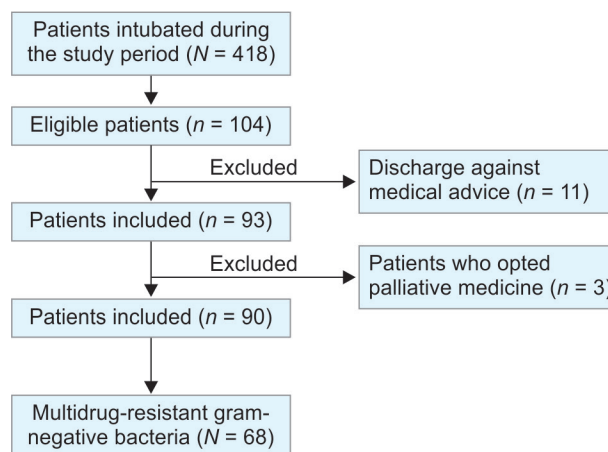 Patients intubated during
the study period (N = 418)
Eligible patients (n = 104)
Excluded
Discharge against
medical advice (n = 11)
Patients included (n = 93)
Excluded
Patients who opted
palliative medicine (n = 3)
Patients included (n = 90)
Multidrug-resistant gram-
negative bacteria (N = 68)